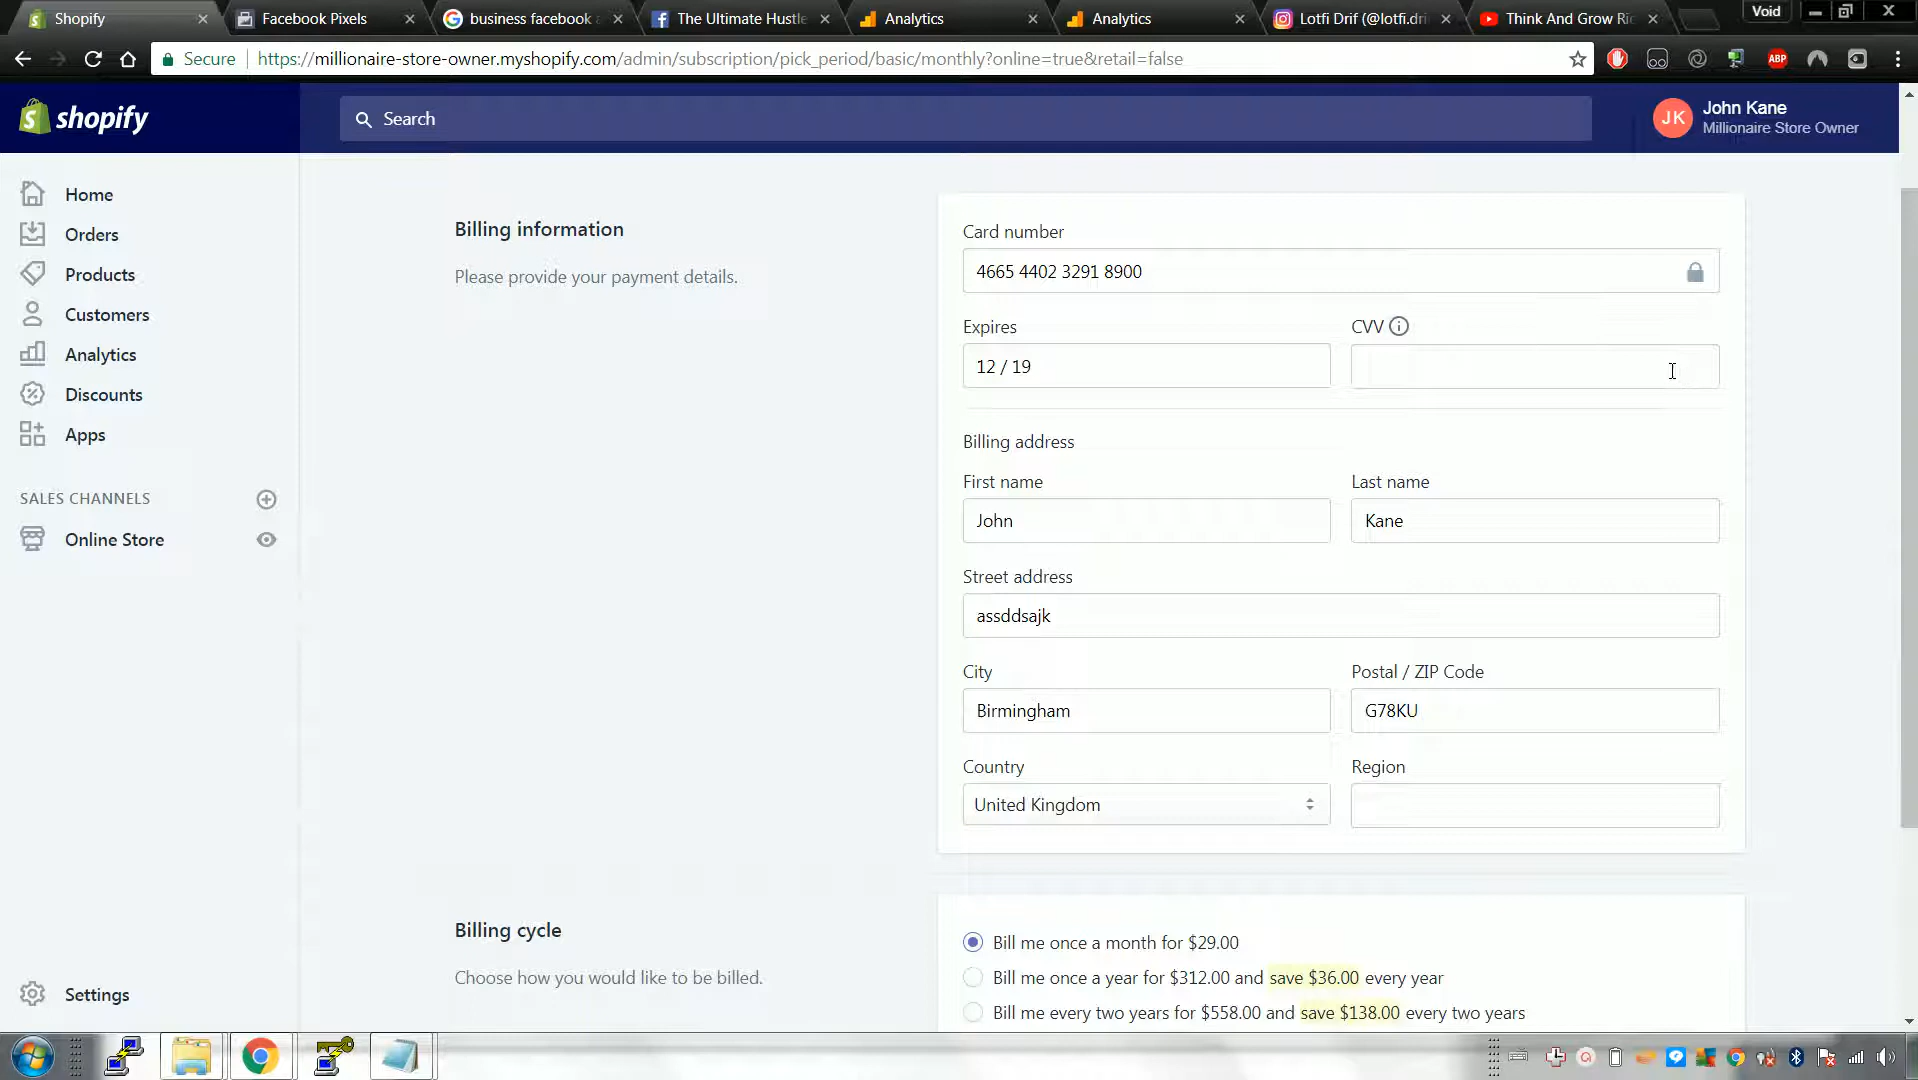 Shopify
Facebook Pixels
business facebook
The Ultimate Hustle
Analytics
Analytics
Lotfi Drif (@lotfi.dri
Think And Grow Ric
Void
Secure
https://millionaire-store-owner.myshopify.com/admin/subscription/pick_period/basic/monthly?online=true&retail=false
ABP
shopify
Search
JK
John Kane
Millionaire Store Owner
Home
Orders
Products
Customers
Analytics
Discounts
Apps
SALES CHANNELS
Online Store
Settings
Billing information
Please provide your payment details.
Card number
4665 4402 3291 8900
Expires
CVV
12 / 19
Billing address
First name
Last name
John
Kane
Street address
assddsajk
City
Postal / ZIP Code
Birmingham
G78KU
Country
Region
United Kingdom
Billing cycle
Choose how you would like to be billed.
Bill me once a month for $29.00
Bill me once a year for $312.00 and save $36.00 every year
Bill me every two years for $558.00 and save $138.00 every two years